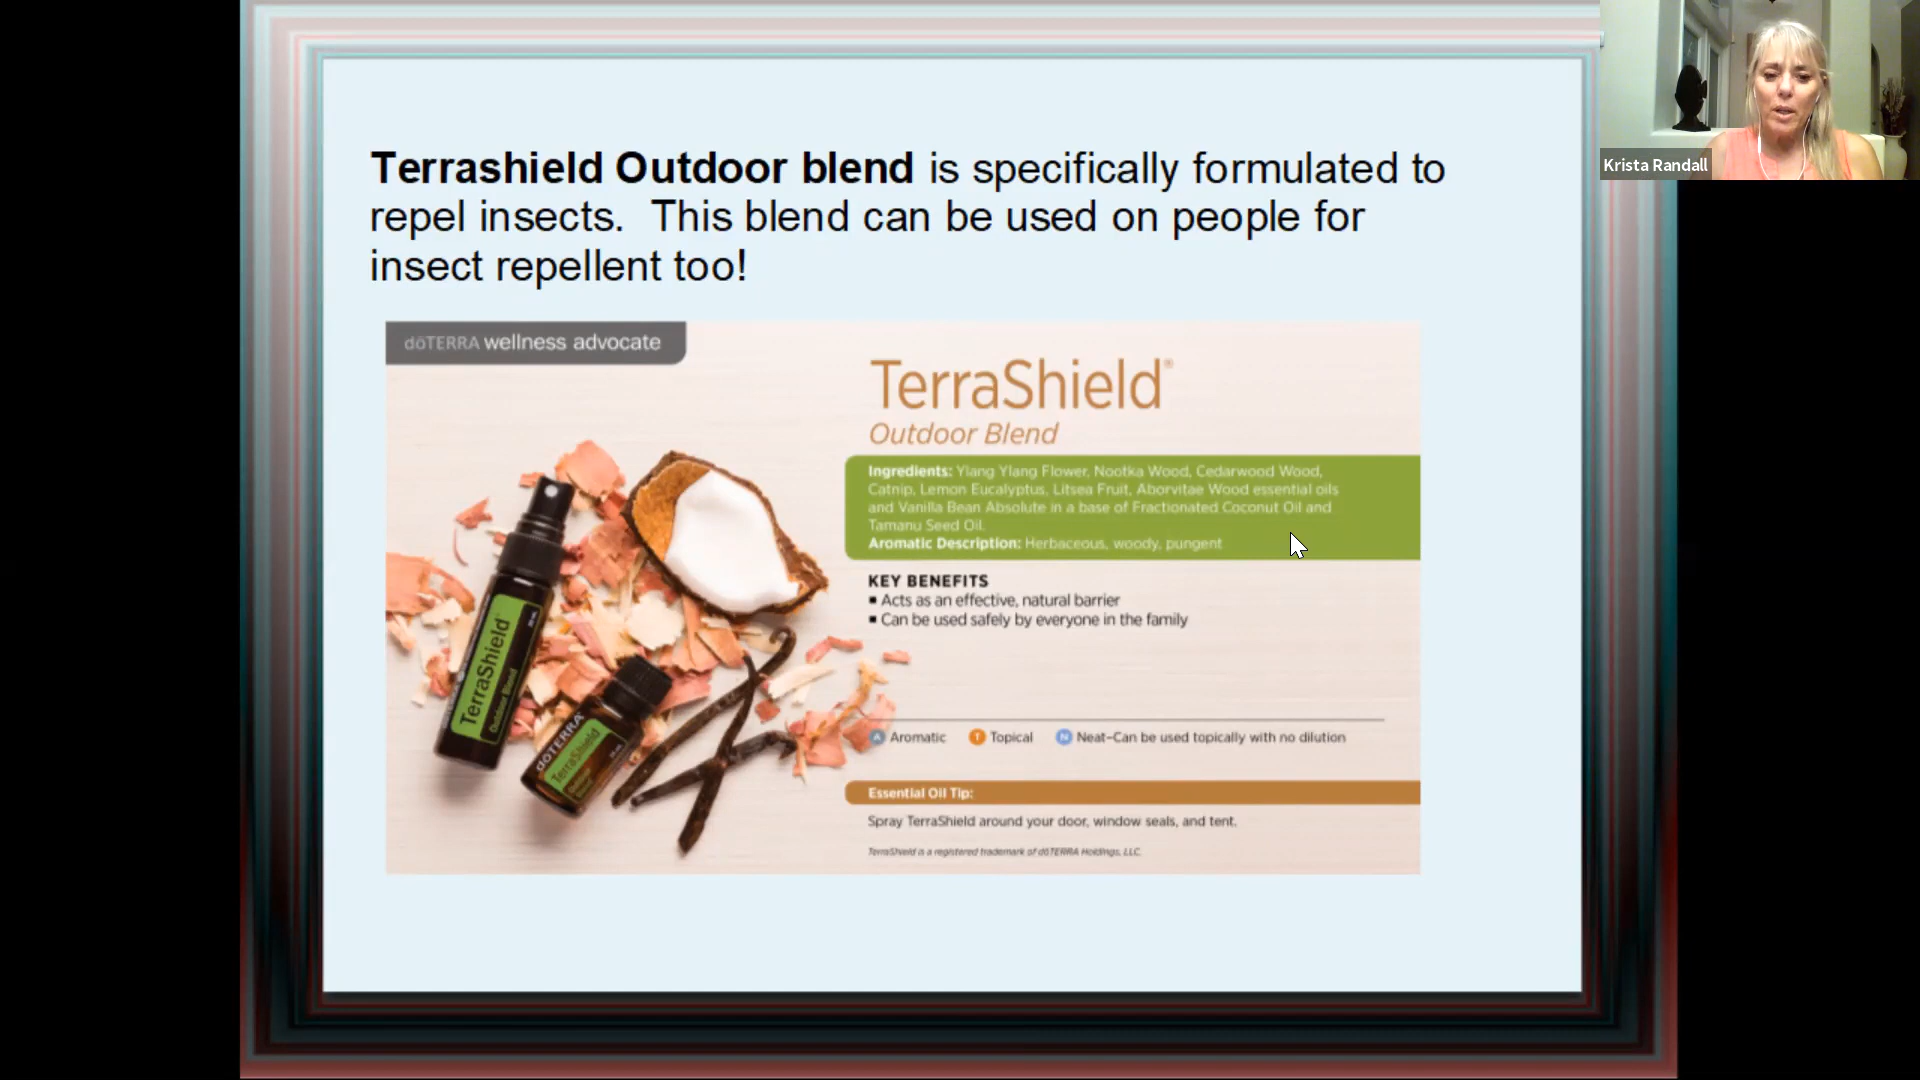 Terrashield Outdoor blend is specifically formulated to
repel insects.  This blend can be used on people for
insect repellent too!
Krista Randall
dōTERRA wellness advocate
TerraShield®
Outdoor Blend
Ingredients: Ylang Ylang Flower, Nootka Wood, Cedarwood Wood,
Catnip, Lemon Eucalyptus, Litsea Fruit, Aborvitae Wood essential oils
and Vanilla Bean Absolute in a base of Fractionated Coconut Oil and
Tamanu Seed Oil.
Aromatic Description: Herbaceous, woody, pungent
KEY BENEFITS
▪ Acts as an effective, natural barrier
▪ Can be used safely by everyone in the family
A Aromatic T Topical N Neat–Can be used topically with no dilution
Essential Oil Tip:
Spray TerraShield around your door, window seals, and tent.
TerraShield is a registered trademark of dōTERRA Holdings, LLC.
TerraShield
Outdoor Blend
dōTERRA
TerraShield